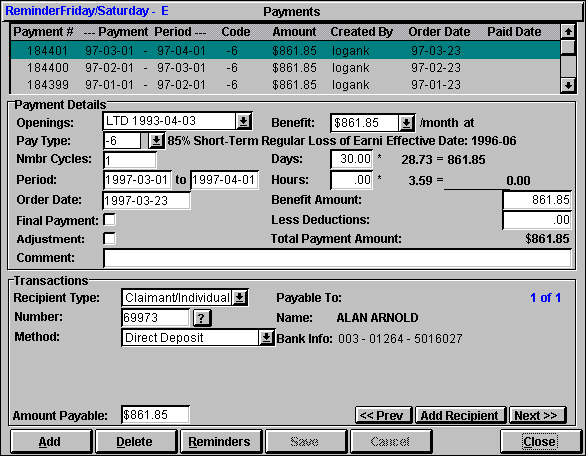 ReminderFriday/Saturday - E Payments
Payment # --- Payment Period --- Code Amount Created By Order Date Paid Date
184401 97-03-01 - 97-04-01 -6 $861.85 logank 97-03-23
184400 97-02-01 - 97-03-01 -6 $861.85 logank 97-02-23
184399 97-01-01 - 97-02-01 -6 $861.85 logank 97-01-23
Payment Details
Openings: LTD 1993-04-03 Benefit: $861.85 /month at
Pay Type: -6 85% Short-Term Regular Loss of Earni Effective Date: 1996-06
Nmbr Cycles: 1 Days: 30.00 * 28.73 = 861.85
Period: 1997-03-01 to 1997-04-01 Hours: .00 * 3.59 = 0.00
Order Date: 1997-03-23 Benefit Amount: 861.85
Final Payment: Less Deductions: .00
Adjustment: Total Payment Amount: $861.85
Comment:
Transactions
Recipient Type: Claimant/Individual Payable To: 1 of 1
Number: 69973 ? Name: ALAN ARNOLD
Method: Direct Deposit Bank Info: 003 - 01264 - 5016027
Amount Payable: $861.85 << Prev Add Recipient Next >>
Add Delete Reminders Save Cancel Close